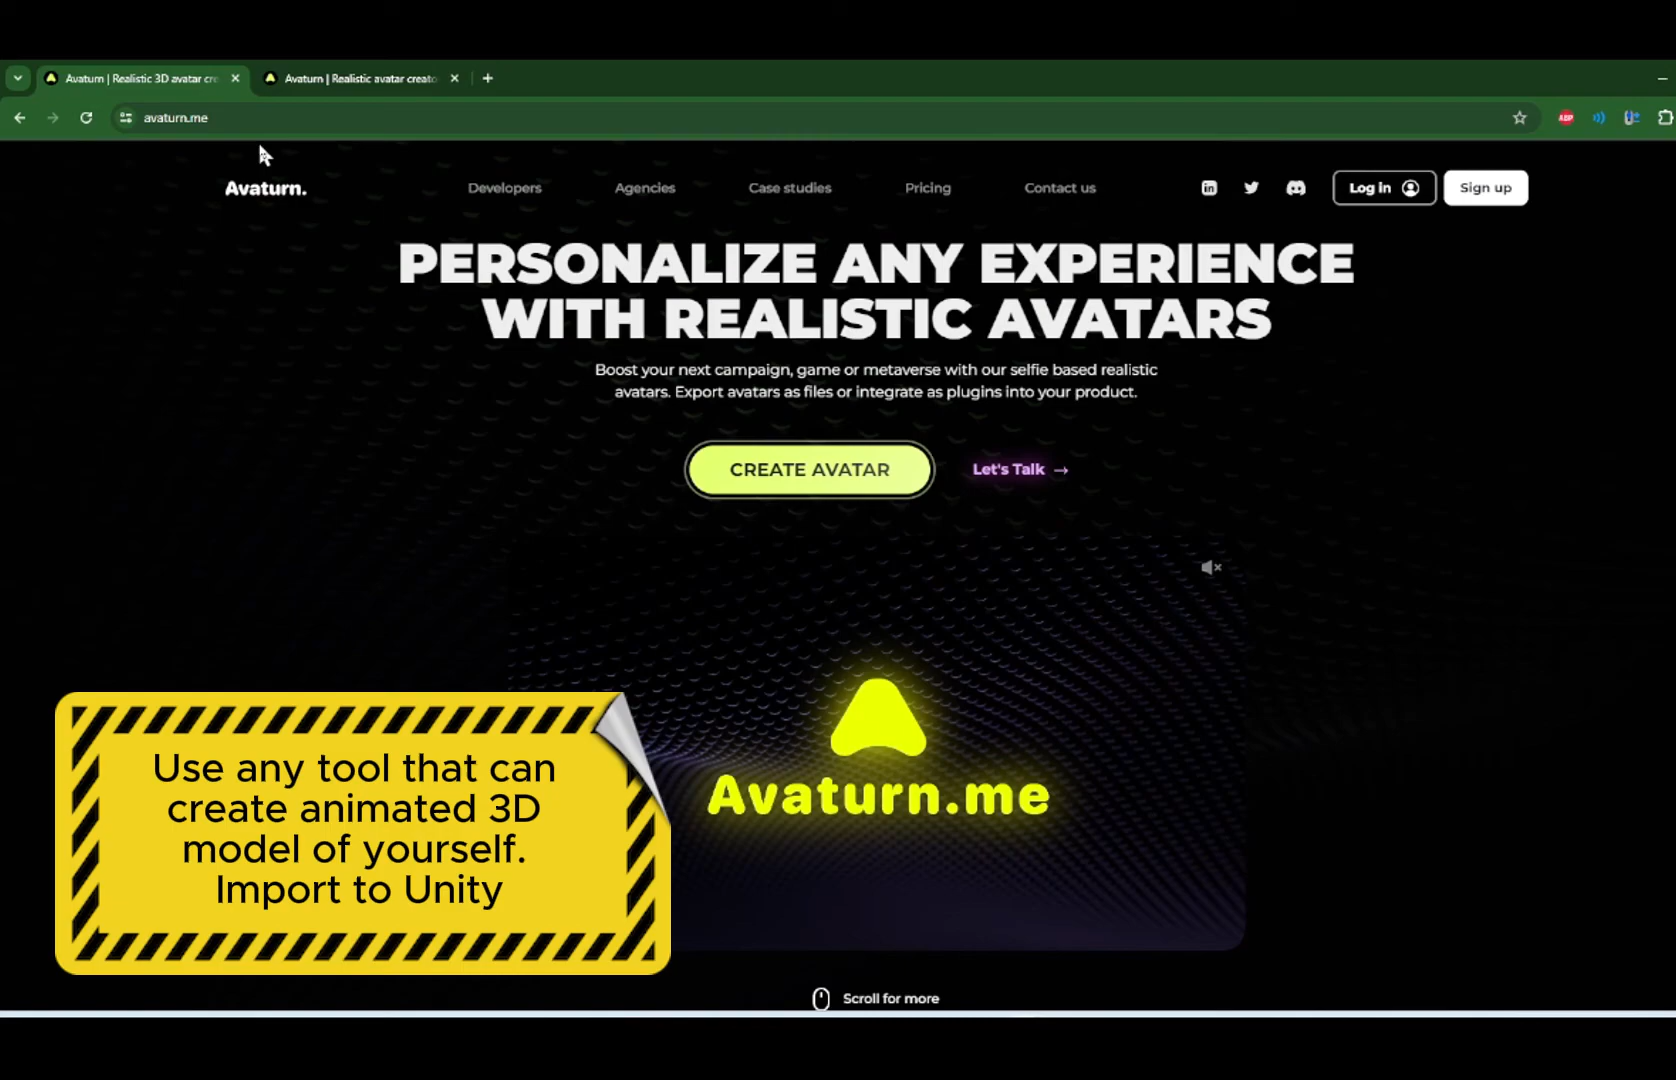 Avaturn | Realistic 3D avatar cre
Avaturn | Realistic avatar creato
avaturn.me
ABP
Avaturn.
Developers
Agencies
Case studies
Pricing
Contact us
in
Log in
Sign up
PERSONALIZE ANY EXPERIENCE
WITH REALISTIC AVATARS
Boost your next campaign, game or metaverse with our selfie based realistic
avatars. Export avatars as files or integrate as plugins into your product.
CREATE AVATAR
Let's Talk →
Avaturn.me
Use any tool that can
create animated 3D
model of yourself.
Import to Unity
Scroll for more